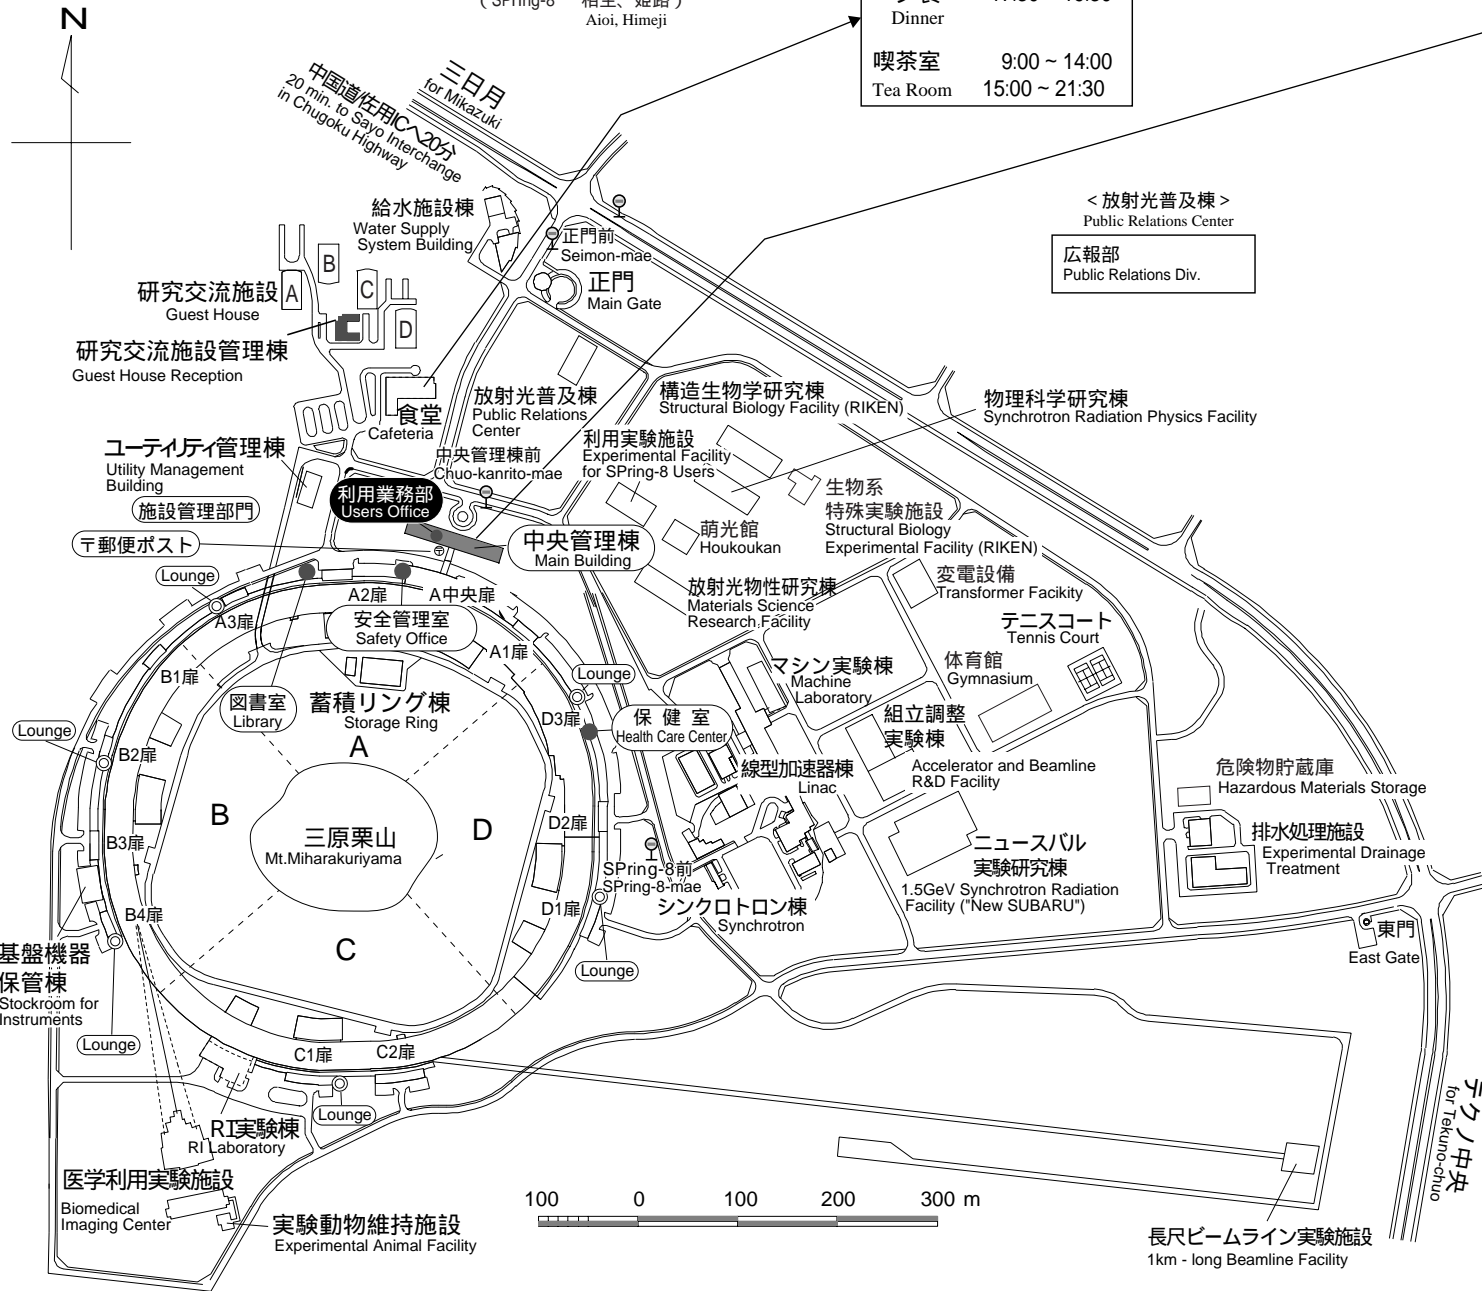 (SPring-8 相生、姫路)
Aioi, Himeji
Dinner
喫茶室 9:00 ~ 14:00
Tea Room 15:00 ~ 21:30
N
中国道/佐用ICへ20分
20 min. to Sayo Interchange
in Chugoku Highway
三日月
for Mikazuki
<放射光普及棟>
Public Relations Center
広報部
Public Relations Div.
給水施設棟
Water Supply
System Building
正門前
Seimon-mae
正門
Main Gate
A
B
C
D
研究交流施設
Guest House
研究交流施設管理棟
Guest House Reception
食堂
Cafeteria
放射光普及棟
Public Relations
Center
構造生物学研究棟
Structural Biology Facility (RIKEN)
物理科学研究棟
Synchrotron Radiation Physics Facility
ユーティリティ管理棟
Utility Management
Building
施設管理部門
中央管理棟前
Chuo-kanrito-mae
利用実験施設
Experimental Facility
for SPring-8 Users
利用業務部
Users Office
生物系
特殊実験施設
Structural Biology
Experimental Facility (RIKEN)
萌光館
Houkoukan
〒郵便ポスト
中央管理棟
Main Building
Lounge
A2扉
A中央扉
A3扉
安全管理室
Safety Office
A1扉
放射光物性研究棟
Materials Science
Research Facility
変電設備
Transformer Facikity
テニスコート
Tennis Court
体育館
Gymnasium
マシン実験棟
Machine
Laboratory
B1扉
図書室
Library
蓄積リング棟
Storage Ring
Lounge
D3扉
保健室
Health Care Center
組立調整
実験棟
Accelerator and Beamline
R&D Facility
Lounge
B2扉
A
線型加速器棟
Linac
危険物貯蔵庫
Hazardous Materials Storage
B
三原栗山
Mt.Miharakuriyama
D
D2扉
B3扉
排水処理施設
Experimental Drainage
Treatment
ニュースバル
実験研究棟
1.5GeV Synchrotron Radiation
Facility ("New SUBARU")
SPring-8前
SPring-8-mae
シンクロトロン棟
Synchrotron
D1扉
B4扉
C
Lounge
東門
East Gate
基盤機器
保管棟
Stockroom for
Instruments
Lounge
C1扉
C2扉
Lounge
RI実験棟
RI Laboratory
医学利用実験施設
Biomedical
Imaging Center
実験動物維持施設
Experimental Animal Facility
100 0 100 200 300 m
テクノ中央
for Tekuno-chuo
長尺ビームライン実験施設
1km - long Beamline Facility